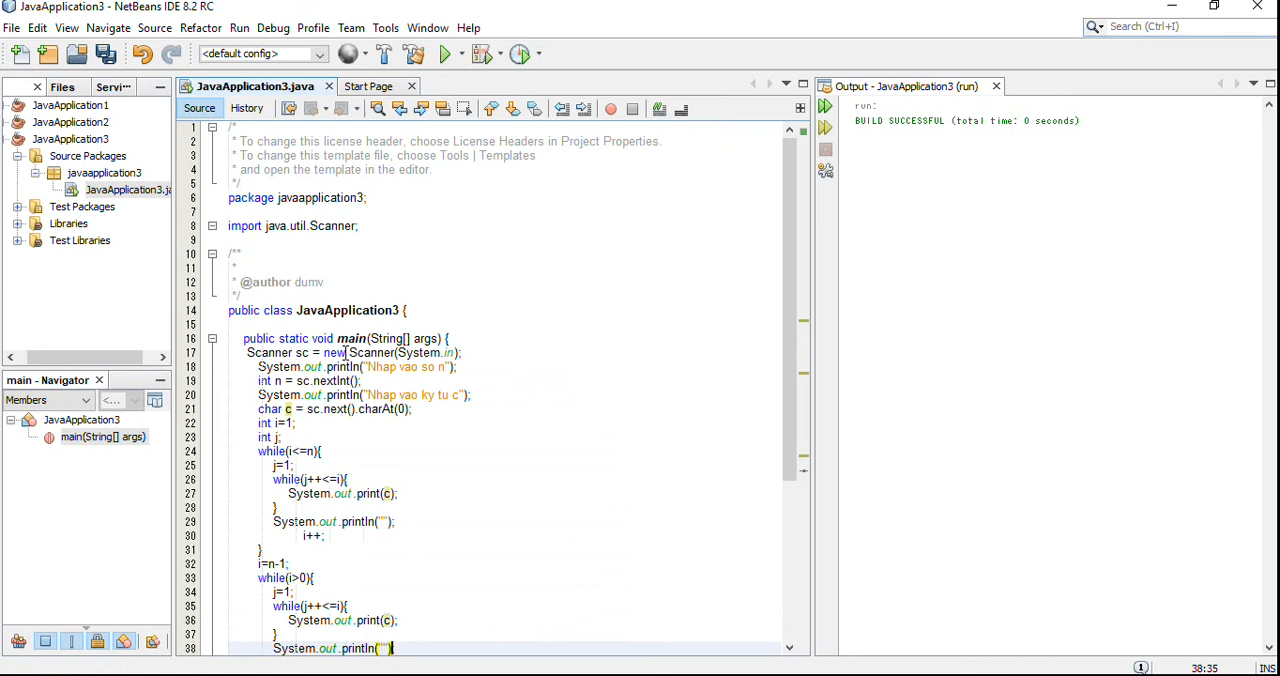 JavaApplication3 - NetBeans IDE 8.2 RC
File Edit View Navigate Source Refactor Run Debug Profile Team Tools Window Help
Search (Ctrl+I)
<default config>
Files Servi···
JavaApplication1
JavaApplication2
JavaApplication3
Source Packages
javaapplication3
JavaApplication3.ja
Test Packages
Libraries
Test Libraries
main - Navigator
Members
<...
JavaApplication3
main(String[] args)
JavaApplication3.java Start Page
Source History
1 /*
2 * To change this license header, choose License Headers in Project Properties.
3 * To change this template file, choose Tools | Templates
4 * and open the template in the editor.
5 */
6 package javaapplication3;
7
8 import java.util.Scanner;
9
10 /**
11 *
12 * @author dumv
13 */
14 public class JavaApplication3 {
15
16 public static void main(String[] args) {
17 Scanner sc = new Scanner(System.in);
18 System.out.println("Nhap vao so n");
19 int n = sc.nextInt();
20 System.out.println("Nhap vao ky tu c");
21 char c = sc.next().charAt(0);
22 int i=1;
23 int j;
24 while(i<=n){
25 j=1;
26 while(j++<=i){
27 System.out.print(c);
28 }
29 System.out.println("");
30 i++;
31 }
32 i=n-1;
33 while(i>0){
34 j=1;
35 while(j++<=i){
36 System.out.print(c);
37 }
38 System.out.println("")
Output - JavaApplication3 (run)
run:
BUILD SUCCESSFUL (total time: 0 seconds)
1
38:35
INS